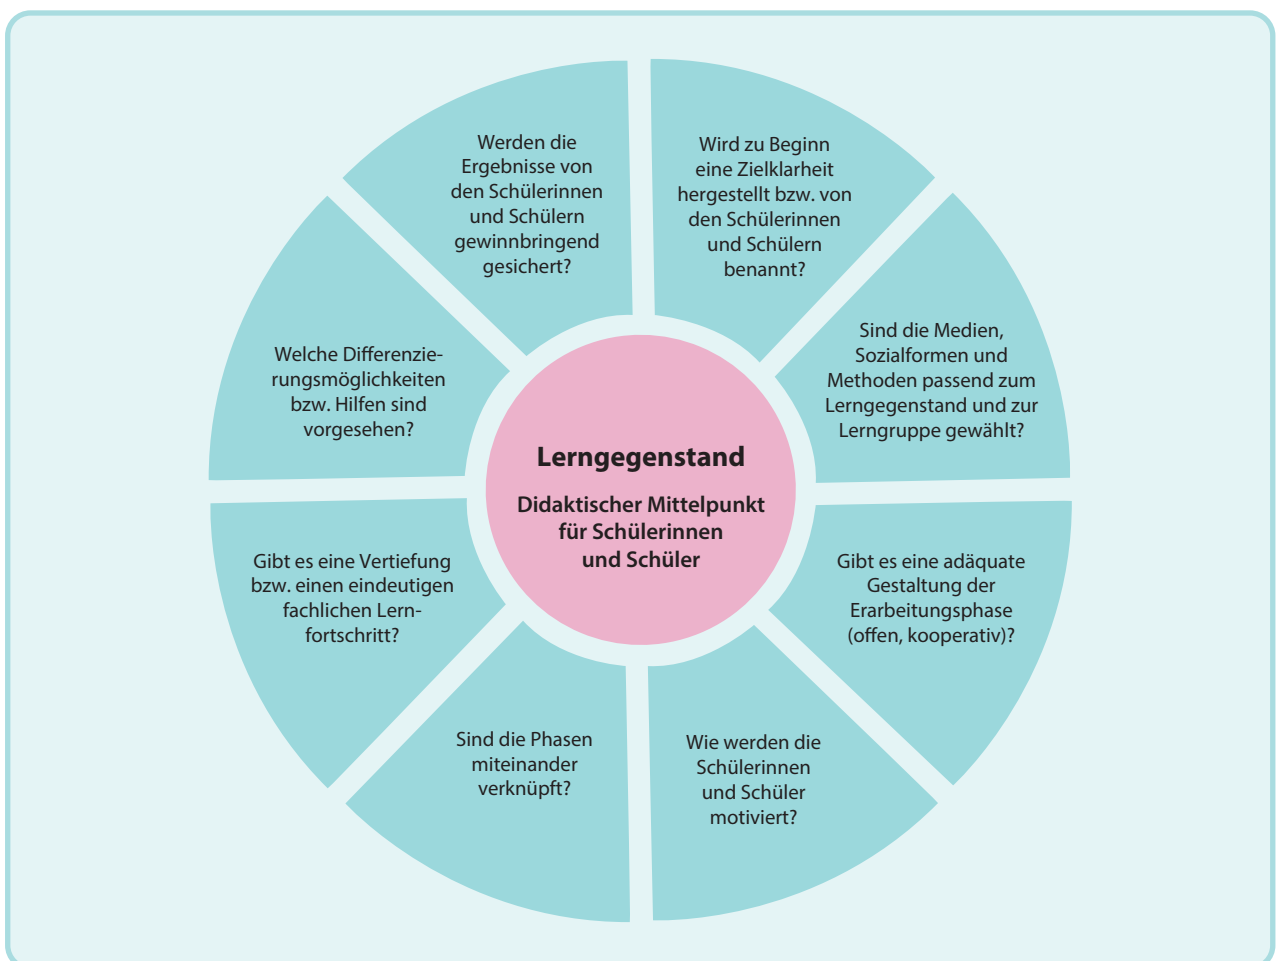 Werden die
Ergebnisse von
den Schülerinnen
und Schülern
gewinnbringend
gesichert?
Wird zu Beginn
eine Zielklarheit
hergestellt bzw. von
den Schülerinnen
und Schülern
benannt?
Sind die Medien,
Sozialformen und
Methoden passend zum
Lerngegenstand und zur
Lerngruppe gewählt?
Gibt es eine adäquate
Gestaltung der
Erarbeitungsphase
(offen, kooperativ)?
Wie werden die
Schülerinnen
und Schüler
motiviert?
Sind die Phasen
miteinander
verknüpft?
Gibt es eine Vertiefung
bzw. einen eindeutigen
fachlichen Lern-
fortschritt?
Welche Differenzie-
rungsmöglichkeiten
bzw. Hilfen sind
vorgesehen?
Lerngegenstand
Didaktischer Mittelpunkt
für Schülerinnen
und Schüler